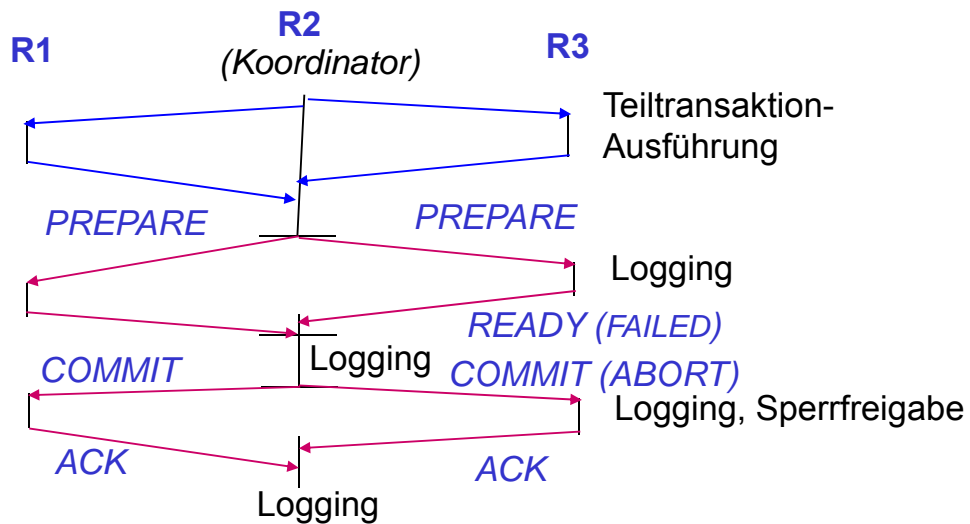 R1
R2
(Koordinator)
R3
Teiltransaktion-
Ausführung
PREPARE
PREPARE
Logging
READY (FAILED)
Logging
COMMIT
COMMIT (ABORT)
Logging, Sperrfreigabe
ACK
ACK
Logging